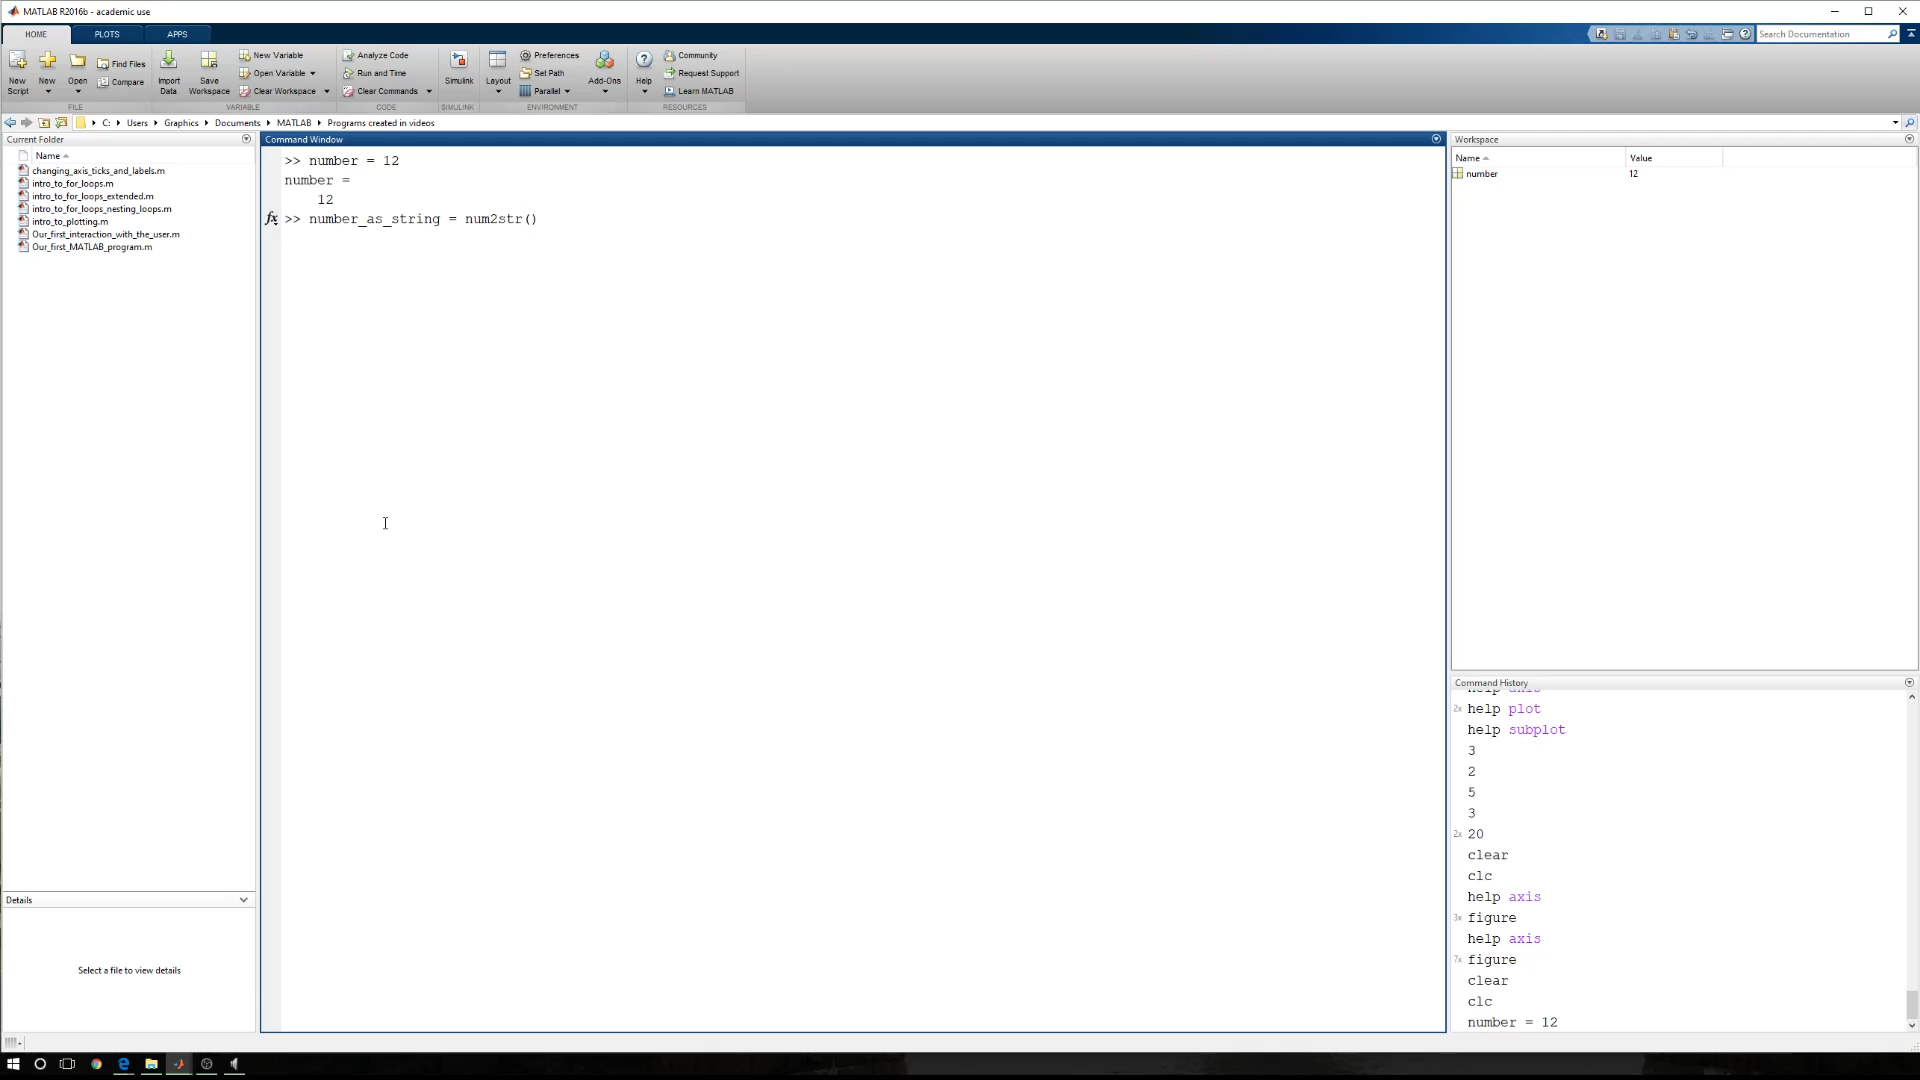 MATLAB R2016b - academic use
HOME PLOTS APPS
Search Documentation
New Script
New
Open
Find Files
Compare
FILE
Import Data
Save Workspace
New Variable
Open Variable
Clear Workspace
VARIABLE
Analyze Code
Run and Time
Clear Commands
CODE
Simulink
SIMULINK
Layout
Preferences
Set Path
Parallel
Add-Ons
ENVIRONMENT
Help
Community
Request Support
Learn MATLAB
RESOURCES
C: Users Graphics Documents MATLAB Programs created in videos
Current Folder
Name
changing_axis_ticks_and_labels.m
intro_to_for_loops.m
intro_to_for_loops_extended.m
intro_to_for_loops_nesting_loops.m
intro_to_plotting.m
Our_first_interaction_with_the_user.m
Our_first_MATLAB_program.m
Details
Select a file to view details
Command Window
>> number = 12
number =
12
fx >> number_as_string = num2str()
Workspace
Name Value
number 12
Command History
help axis
2x help plot
help subplot
3
2
5
3
2x 20
clear
clc
help axis
3x figure
help axis
7x figure
clear
clc
number = 12